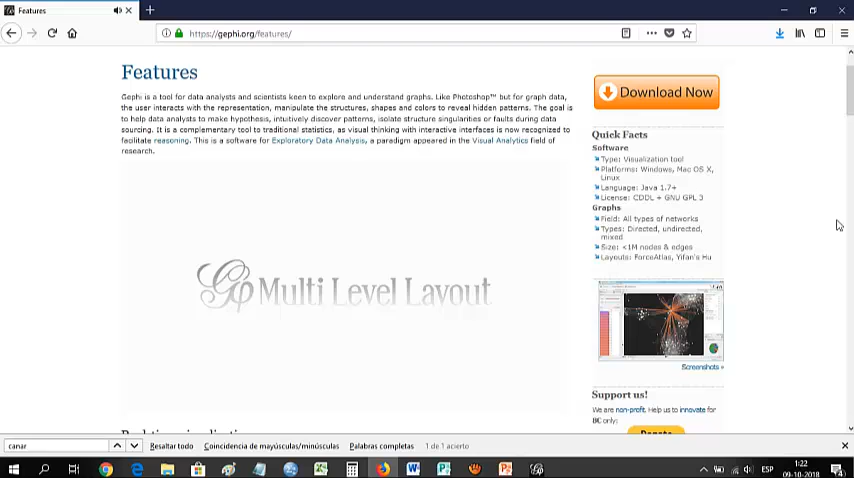 Features
https://gephi.org/features/
Features
Gephi is a tool for data analysts and scientists keen to explore and understand graphs. Like Photoshop™ but for graph data,
the user interacts with the representation, manipulate the structures, shapes and colors to reveal hidden patterns. The goal is
to help data analysts to make hypothesis, intuitively discover patterns, isolate structure singularities or faults during data
sourcing. It is a complementary tool to traditional statistics, as visual thinking with interactive interfaces is now recognized to
facilitate reasoning. This is a software for Exploratory Data Analysis, a paradigm appeared in the Visual Analytics field of
research.
Multi Level Layout
Download Now
Quick Facts
Software
Type: Visualization tool
Platforms: Windows, Mac OS X,
Linux
Language: Java 1.7+
License: CDDL + GNU GPL 3
Graphs
Field: All types of networks
Types: Directed, undirected,
mixed
Size: <1M nodes & edges
Layouts: ForceAtlas, Yifan's Hu
Screenshots »
Support us!
We are non-profit. Help us to innovate for
8€ only:
Donate
canar
Resaltar todo
Coincidencia de mayúsculas/minúsculas
Palabras completas
1 de 1 acierto
ESP
1:22
09-10-2018
4